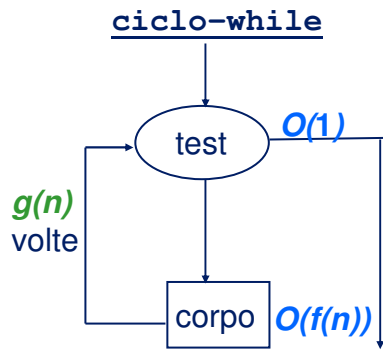 ciclo-while
O(1)
test
g(n)
volte
corpo
O(f(n))